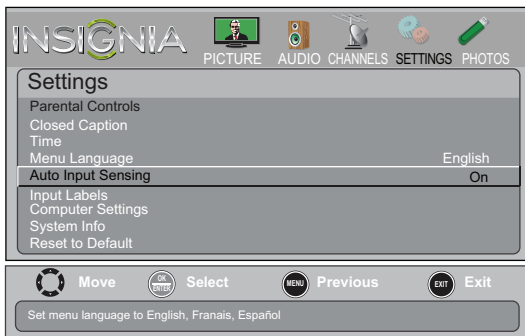 INSIGNIA
PICTURE AUDIO CHANNELS SETTINGS PHOTOS
Settings
Parental Controls
Closed Caption
Time
Menu Language English
Auto Input Sensing On
Input Labels
Computer Settings
System Info
Reset to Default
Move OK ENTER Select MENU Previous EXIT Exit
Set menu language to English, Franais, Español